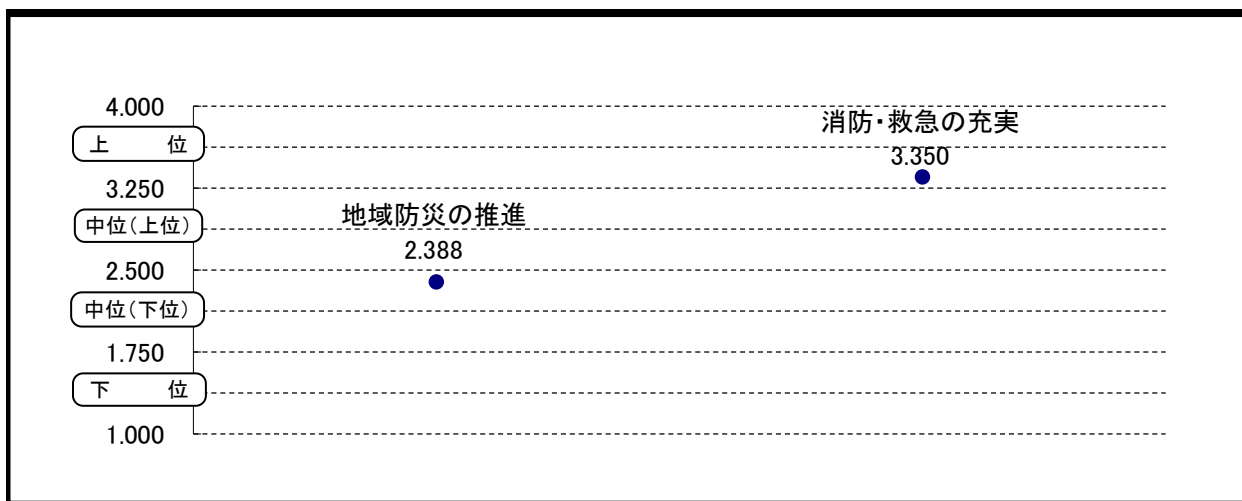 4.000
上　　位
3.250
中位(上位)
2.500
中位(下位)
1.750
下　　位
1.000
地域防災の推進
2.388
消防・救急の充実
3.350